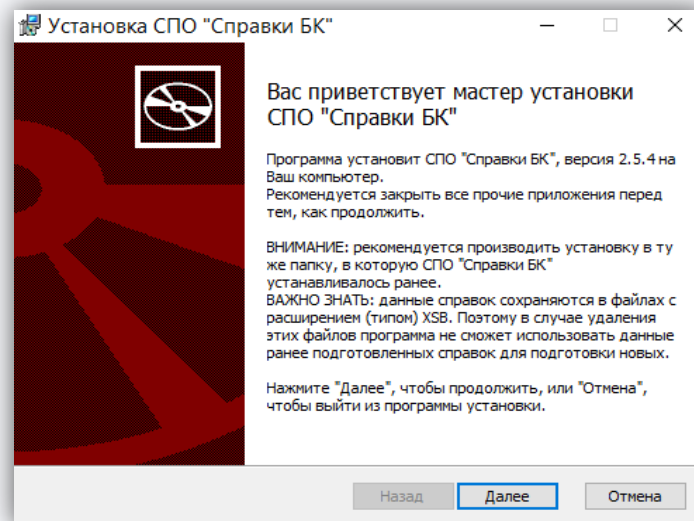 Установка СПО "Справки БК"
Вас приветствует мастер установки
СПО "Справки БК"
Программа установит СПО "Справки БК", версия 2.5.4 на
Ваш компьютер.
Рекомендуется закрыть все прочие приложения перед
тем, как продолжить.
ВНИМАНИЕ: рекомендуется производить установку в ту
же папку, в которую СПО "Справки БК"
устанавливалось ранее.
ВАЖНО ЗНАТЬ: данные справок сохраняются в файлах с
расширением (типом) XSB. Поэтому в случае удаления
этих файлов программа не сможет использовать данные
ранее подготовленных справок для подготовки новых.
Нажмите "Далее", чтобы продолжить, или "Отмена",
чтобы выйти из программы установки.
Назад Далее Отмена